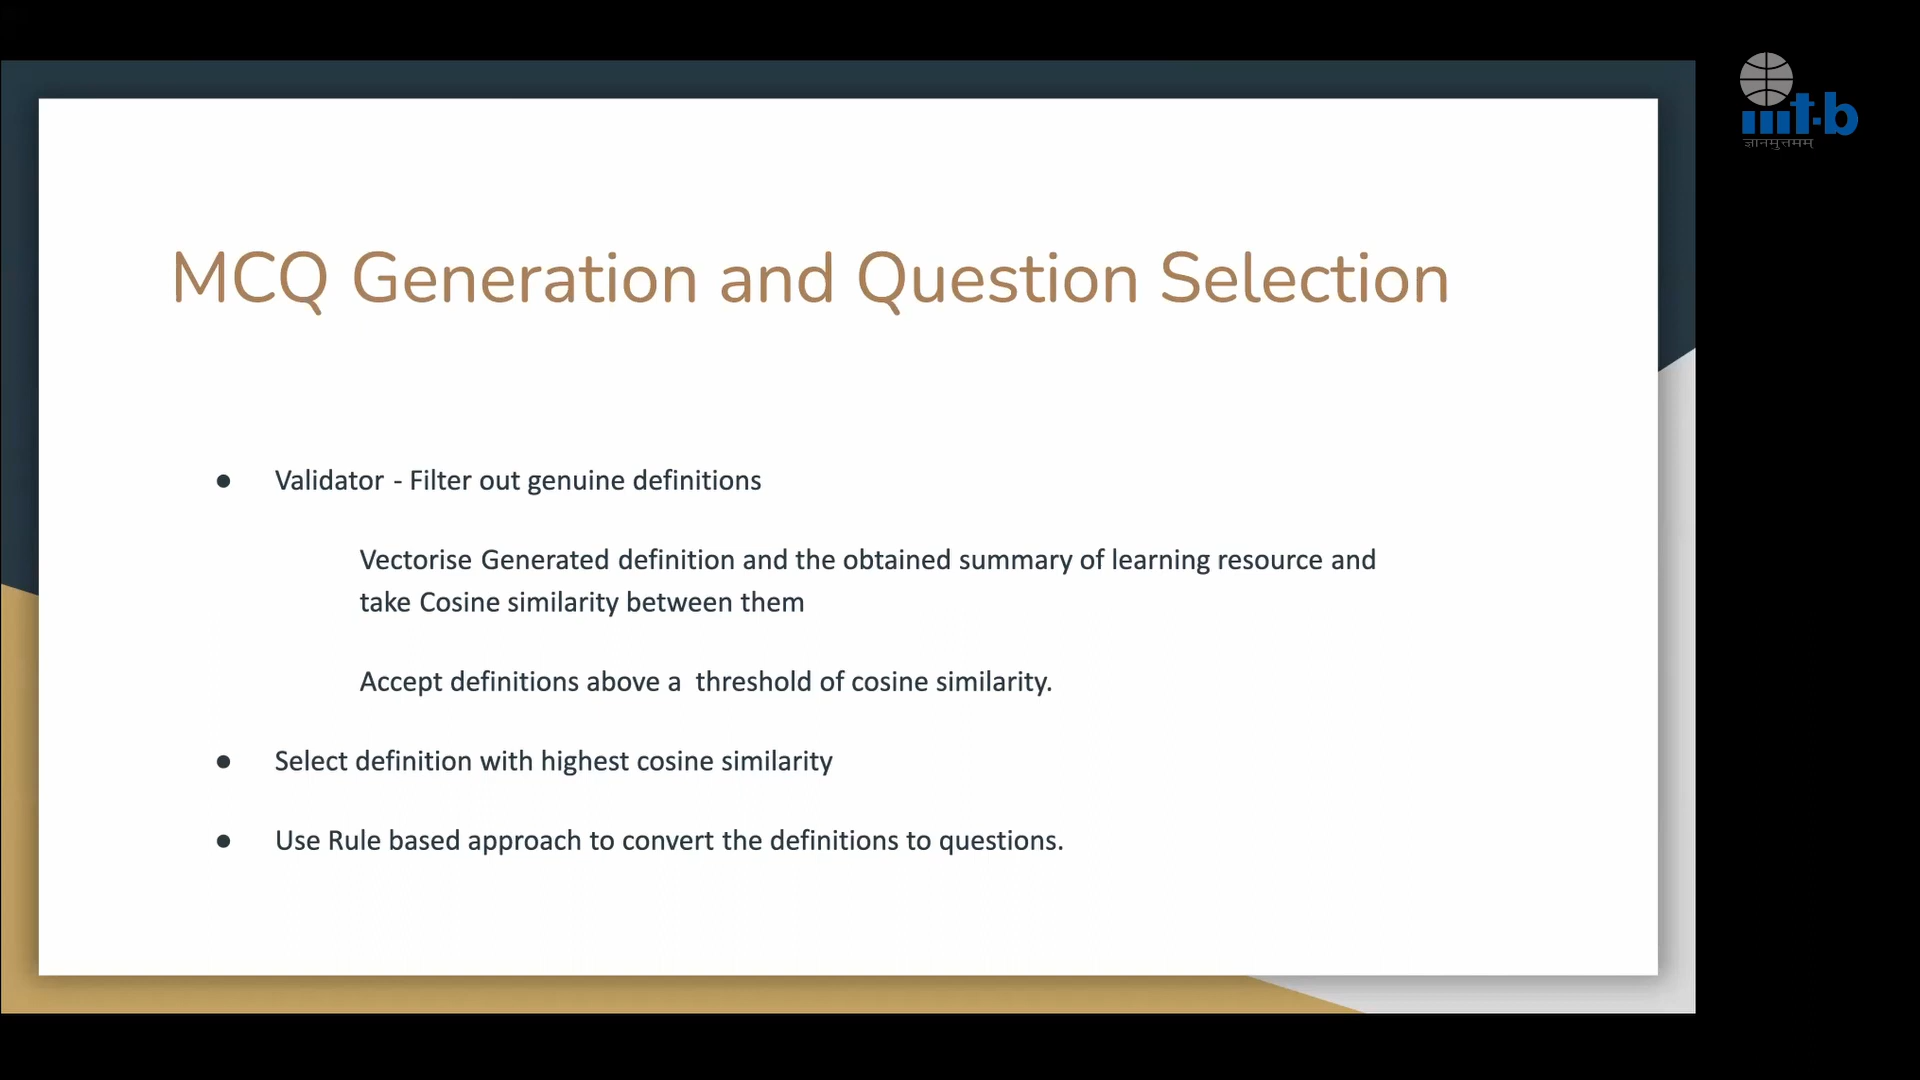 iiit-b
ज्ञानमुत्तमम्
MCQ Generation and Question Selection
● Validator - Filter out genuine definitions
Vectorise Generated definition and the obtained summary of learning resource and
take Cosine similarity between them
Accept definitions above a threshold of cosine similarity.
● Select definition with highest cosine similarity
● Use Rule based approach to convert the definitions to questions.